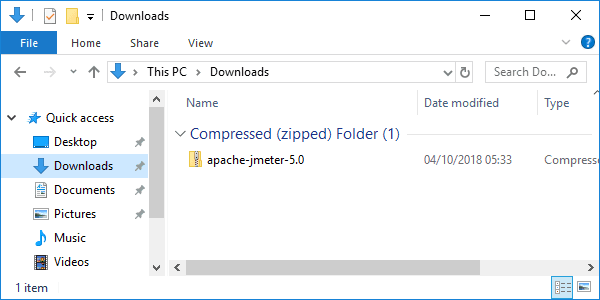 Downloads
File Home Share View
This PC Downloads Search Do...
Name Date modified Type
Quick access
Compressed (zipped) Folder (1)
Desktop
apache-jmeter-5.0 04/10/2018 05:33 Compresse
Downloads
Documents
Pictures
Music
Videos
1 item